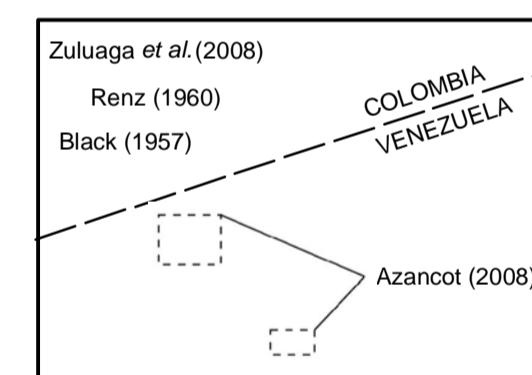 Zuluaga et al.(2008)
Renz (1960)
Black (1957)
COLOMBIA
VENEZUELA
Azancot (2008)